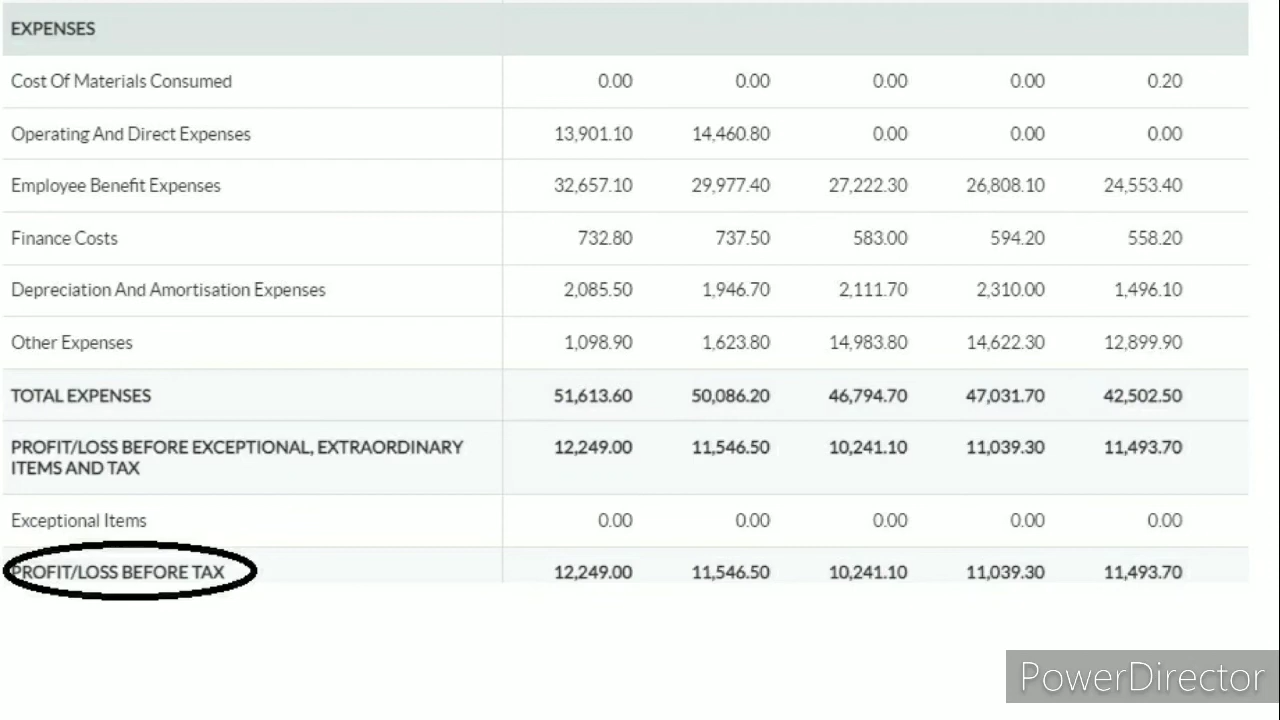 EXPENSES
Cost Of Materials Consumed 0.00 0.00 0.00 0.00 0.20
Operating And Direct Expenses 13,901.10 14,460.80 0.00 0.00 0.00
Employee Benefit Expenses 32,657.10 29,977.40 27,222.30 26,808.10 24,553.40
Finance Costs 732.80 737.50 583.00 594.20 558.20
Depreciation And Amortisation Expenses 2,085.50 1,946.70 2,111.70 2,310.00 1,496.10
Other Expenses 1,098.90 1,623.80 14,983.80 14,622.30 12,899.90
TOTAL EXPENSES 51,613.60 50,086.20 46,794.70 47,031.70 42,502.50
PROFIT/LOSS BEFORE EXCEPTIONAL, EXTRAORDINARY 12,249.00 11,546.50 10,241.10 11,039.30 11,493.70
ITEMS AND TAX
Exceptional Items 0.00 0.00 0.00 0.00 0.00
PROFIT/LOSS BEFORE TAX 12,249.00 11,546.50 10,241.10 11,039.30 11,493.70
PowerDirector